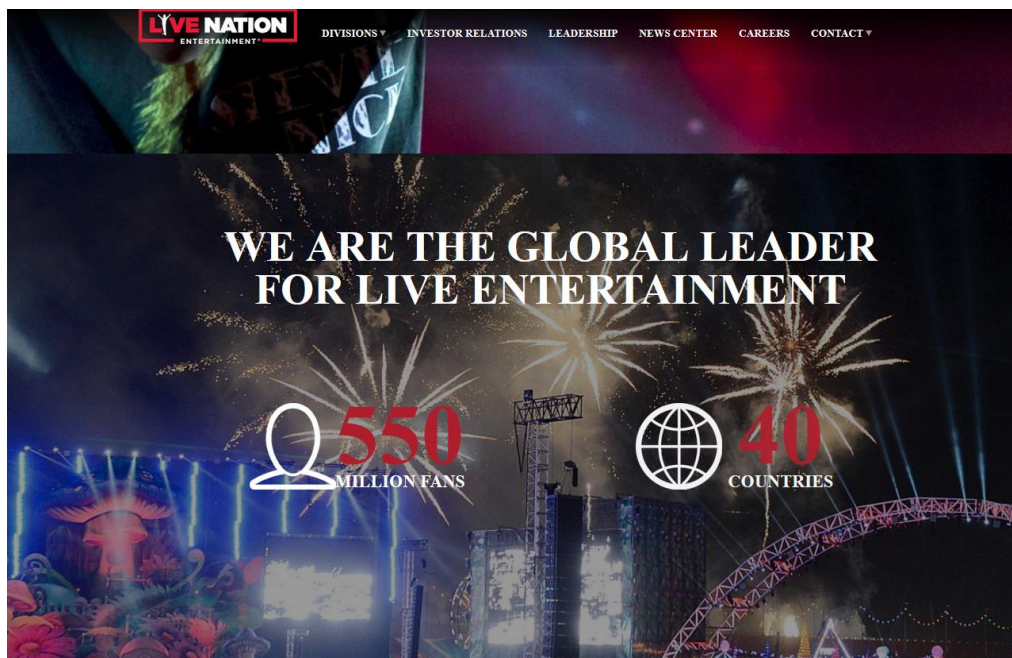 LIVE NATION
ENTERTAINMENT
DIVISIONS INVESTOR RELATIONS LEADERSHIP NEWS CENTER CAREERS CONTACT
WE ARE THE GLOBAL LEADER
FOR LIVE ENTERTAINMENT
550
MILLION FANS
40
COUNTRIES